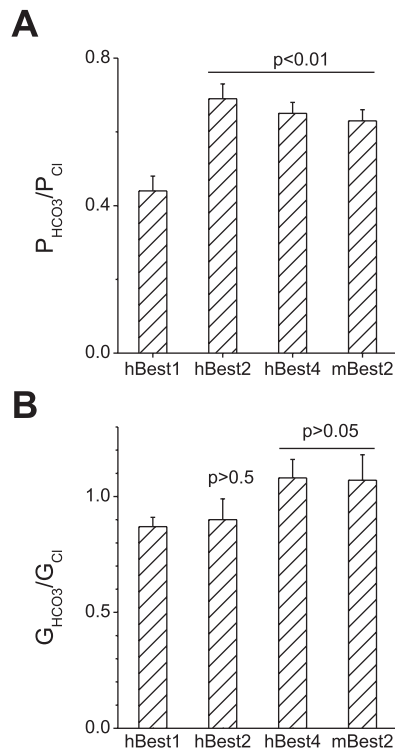 A
p<0.01
0.8
0.4
0.0
PHCO3/PCl
hBest1 hBest2 hBest4 mBest2
B
p>0.05
p>0.5
1.0
0.5
0.0
GHCO3/GCl
hBest1 hBest2 hBest4 mBest2